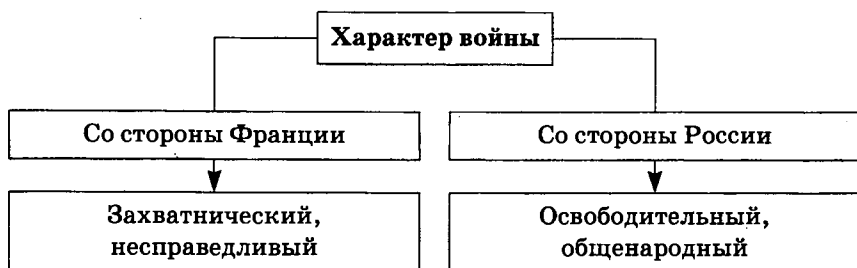 Характер войны
Со стороны Франции
Со стороны России
Захватнический,
несправедливый
Освободительный,
общенародный